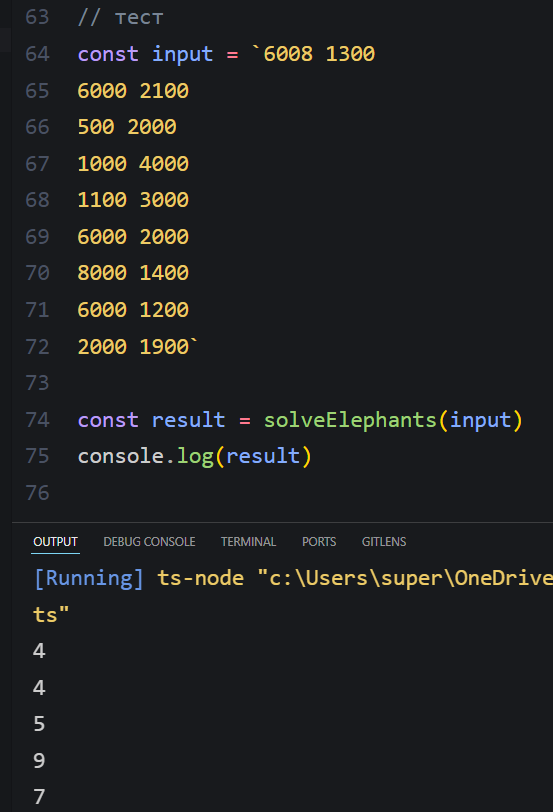 63 // тест
64 const input = `6008 1300
65 6000 2100
66 500 2000
67 1000 4000
68 1100 3000
69 6000 2000
70 8000 1400
71 6000 1200
72 2000 1900`
73
74 const result = solveElephants(input)
75 console.log(result)
76
OUTPUT DEBUG CONSOLE TERMINAL PORTS GITLENS
[Running] ts-node "c:\Users\super\OneDrive
ts"
4
4
5
9
7